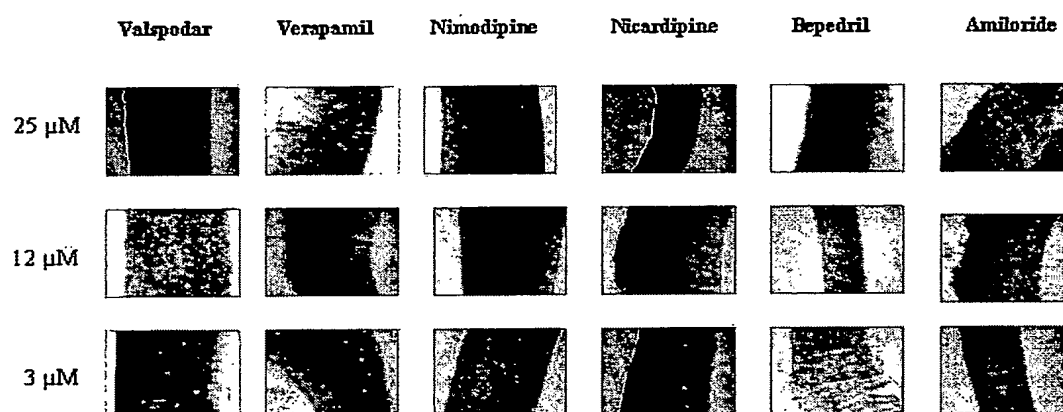 Valspodar Verapamil Nimodipine Nicardipine Bepedril Amiloride
25 µM
12 µM
3 µM